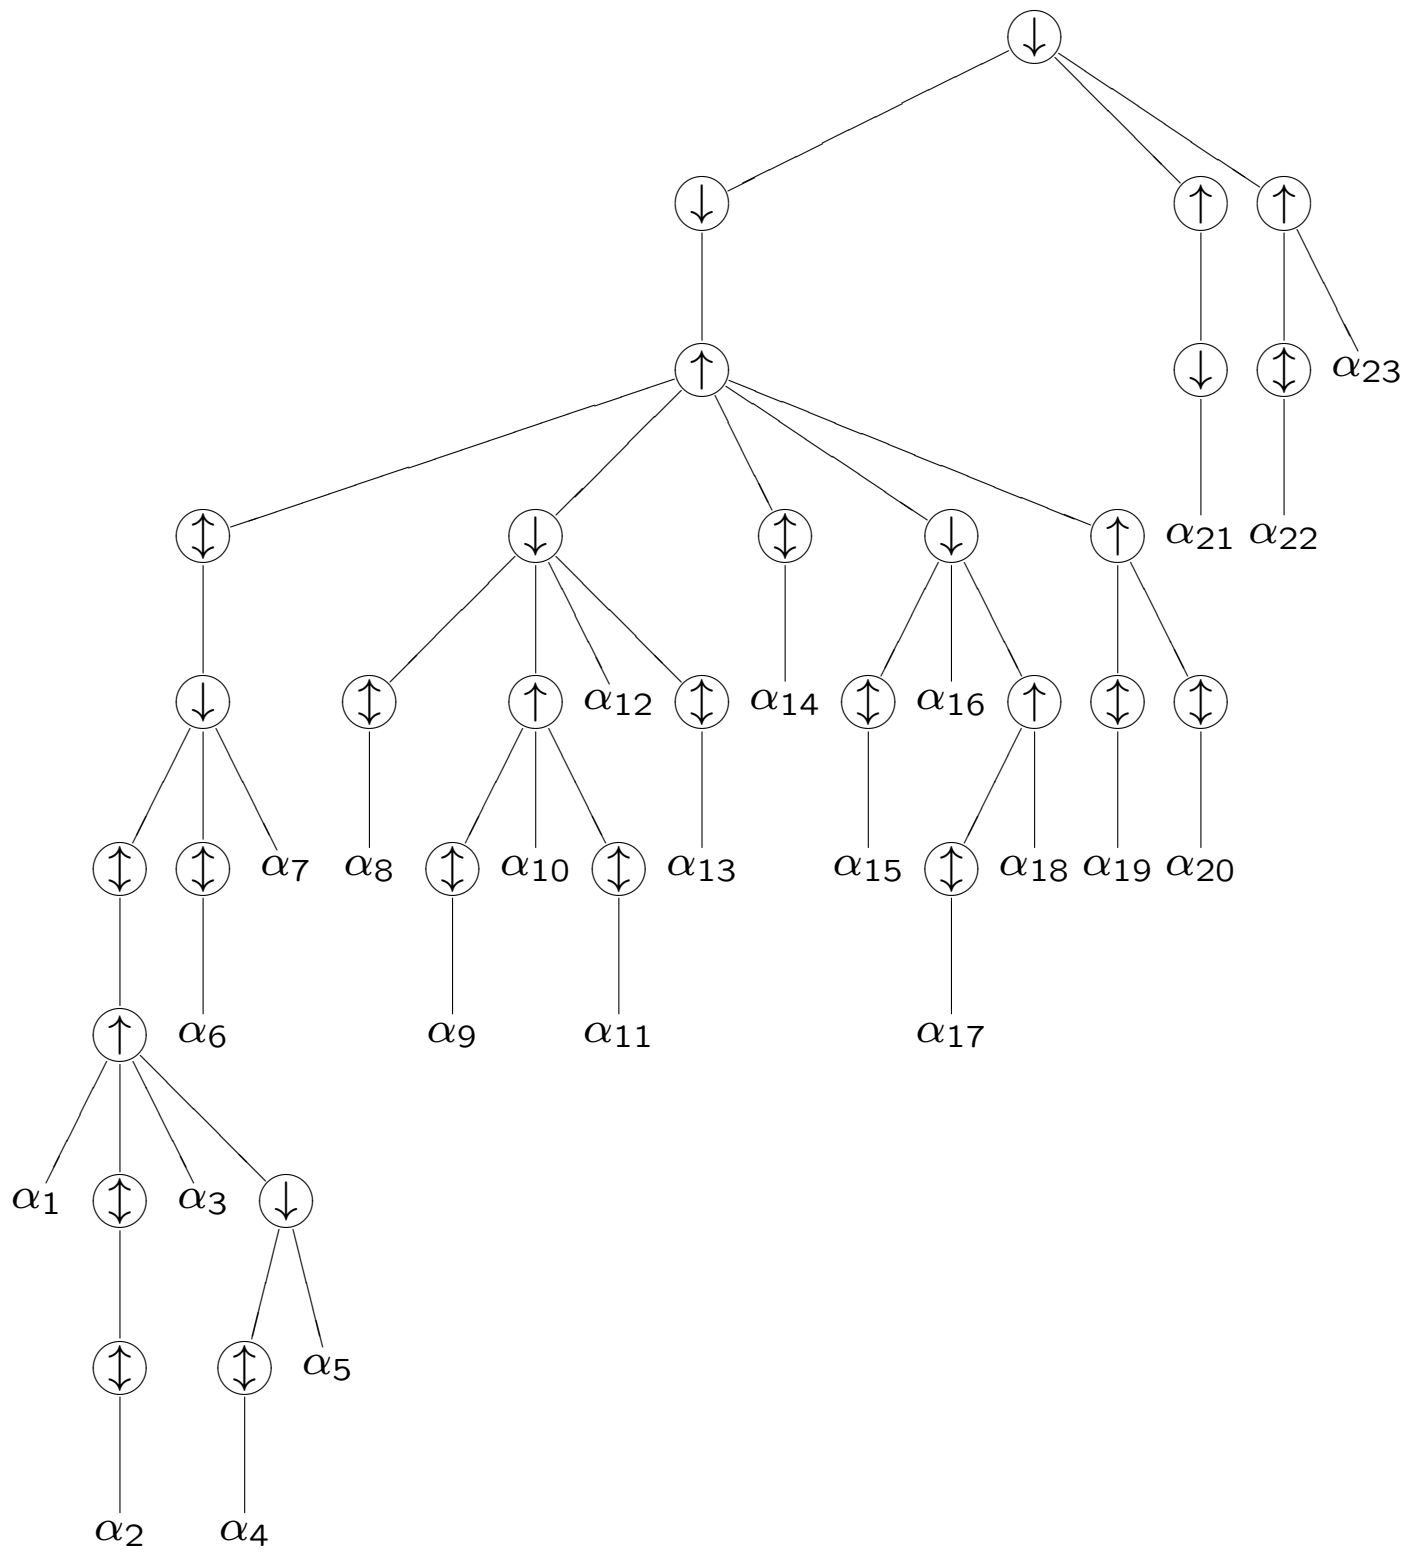 ↓
↓ ↑ ↑
↑ ↓ ↕ α23
↕ ↓ ↕ ↓ ↑ α21 α22
↓ ↕ ↑ α12 ↕ α14 ↕ α16 ↑ ↕ ↕
↕ ↕ α7 α8 ↕ α10 ↕ α13 α15 ↕ α18 α19 α20
↑ α6 α9 α11 α17
α1 ↕ α3 ↓
↕ ↕ α5
α2 α4